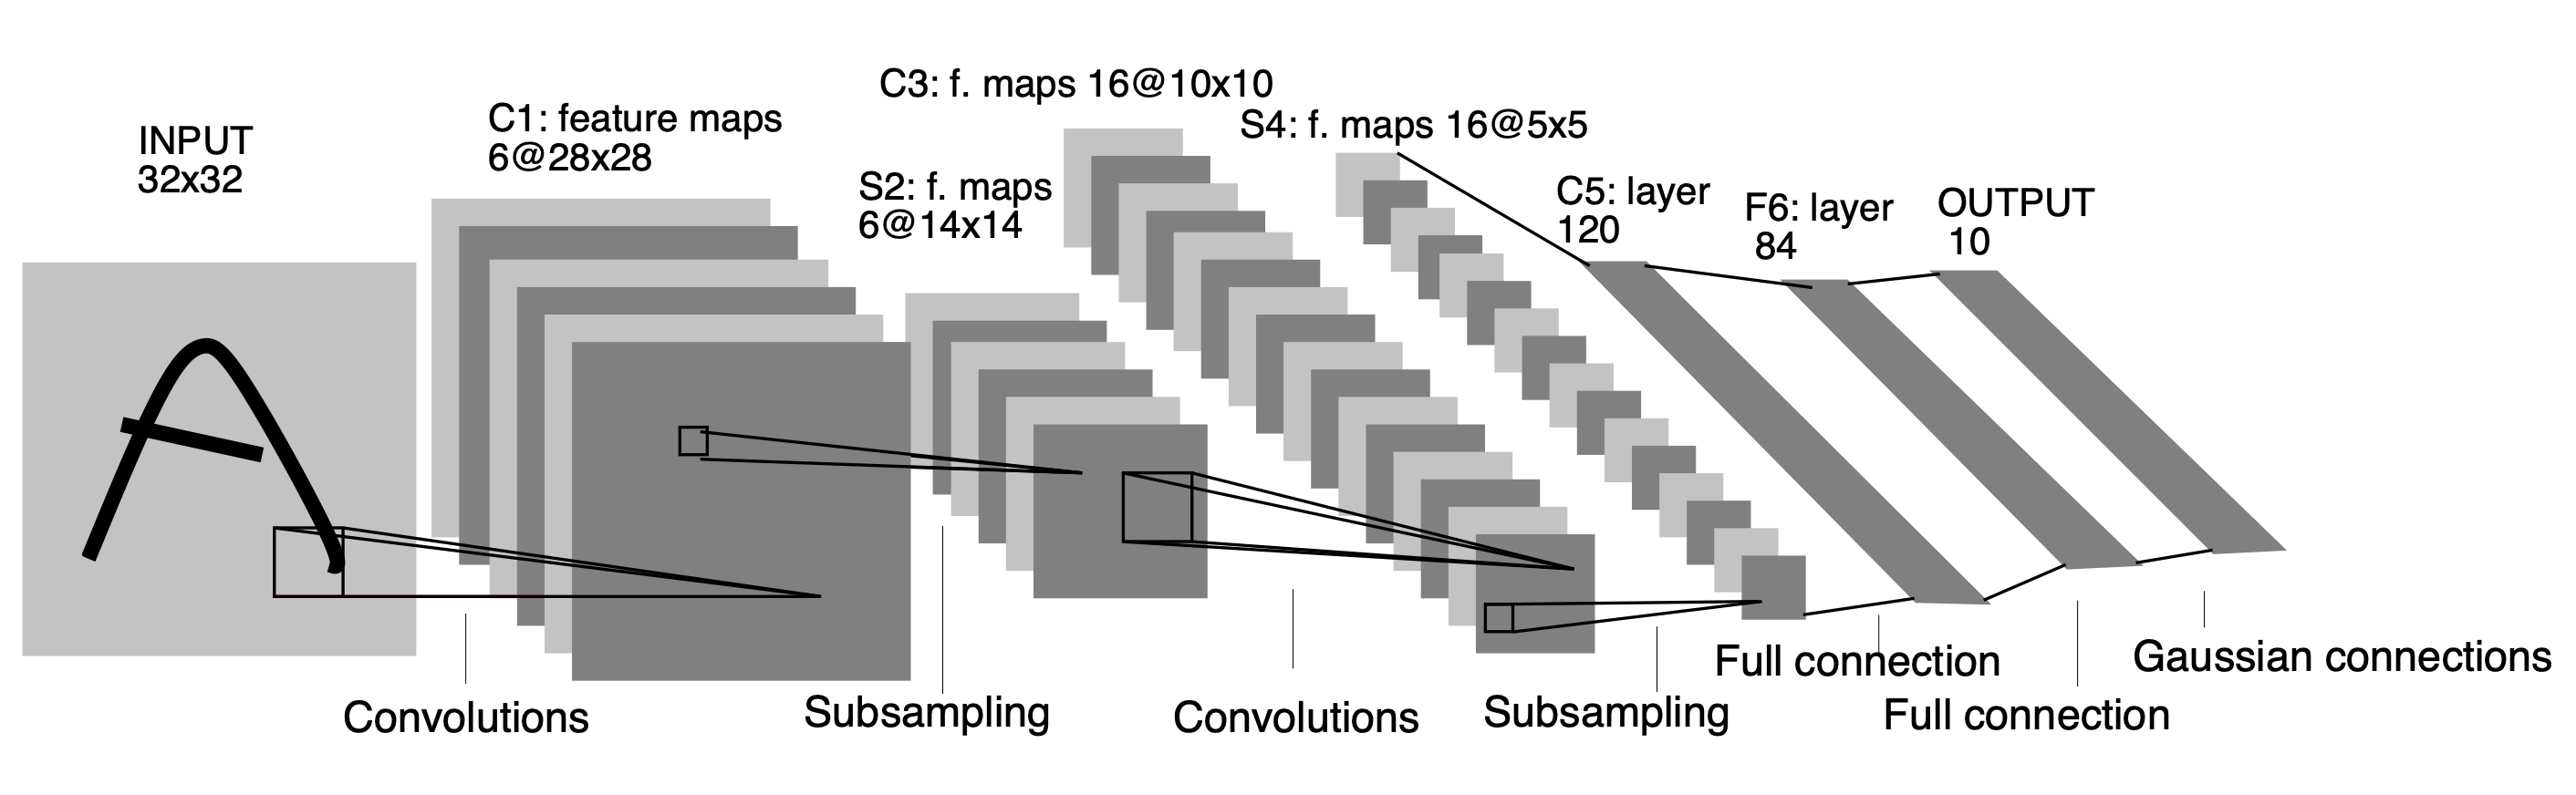 INPUT
32x32
C1: feature maps
6@28x28
S2: f. maps
6@14x14
C3: f. maps 16@10x10
S4: f. maps 16@5x5
C5: layer
120
F6: layer
84
OUTPUT
10
Convolutions
Subsampling
Convolutions
Subsampling
Full connection
Full connection
Gaussian connections